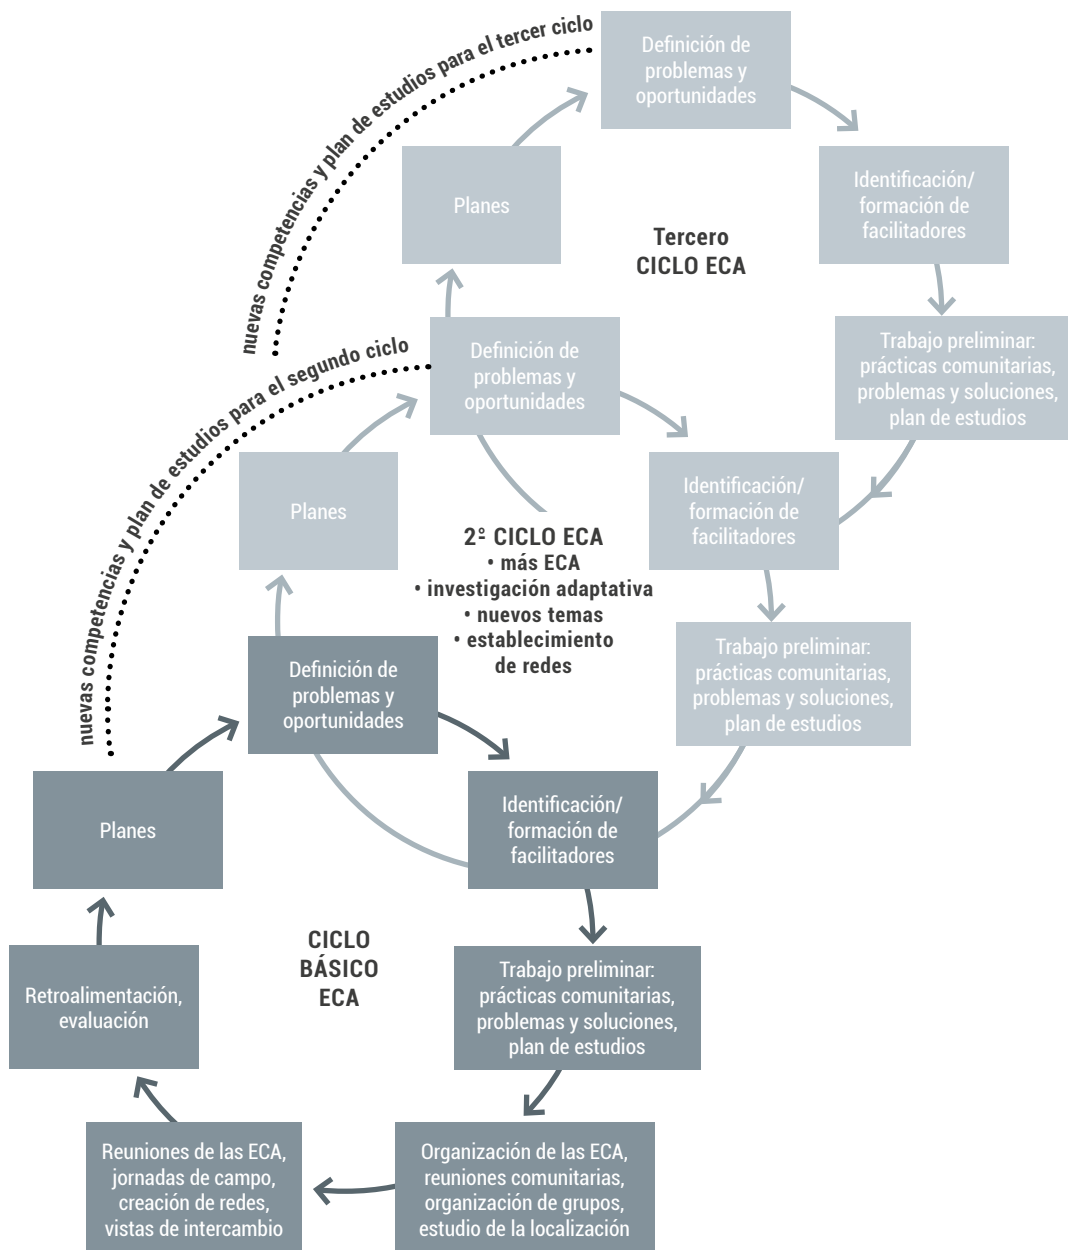 nuevas competencias y plan de estudios para el tercer ciclo
Definición de
problemas y
oportunidades
Planes
Identificación/
formación de
facilitadores
Tercero
CICLO ECA
Trabajo preliminar:
prácticas comunitarias,
problemas y soluciones,
plan de estudios
nuevas competencias y plan de estudios para el segundo ciclo
Definición de
problemas y
oportunidades
Planes
Identificación/
formación de
facilitadores
2º CICLO ECA
• más ECA
• investigación adaptativa
• nuevos temas
• establecimiento
de redes
Trabajo preliminar:
prácticas comunitarias,
problemas y soluciones,
plan de estudios
Definición de
problemas y
oportunidades
Planes
Identificación/
formación de
facilitadores
CICLO
BÁSICO
ECA
Trabajo preliminar:
prácticas comunitarias,
problemas y soluciones,
plan de estudios
Retroalimentación,
evaluación
Reuniones de las ECA,
jornadas de campo,
creación de redes,
vistas de intercambio
Organización de las ECA,
reuniones comunitarias,
organización de grupos,
estudio de la localización